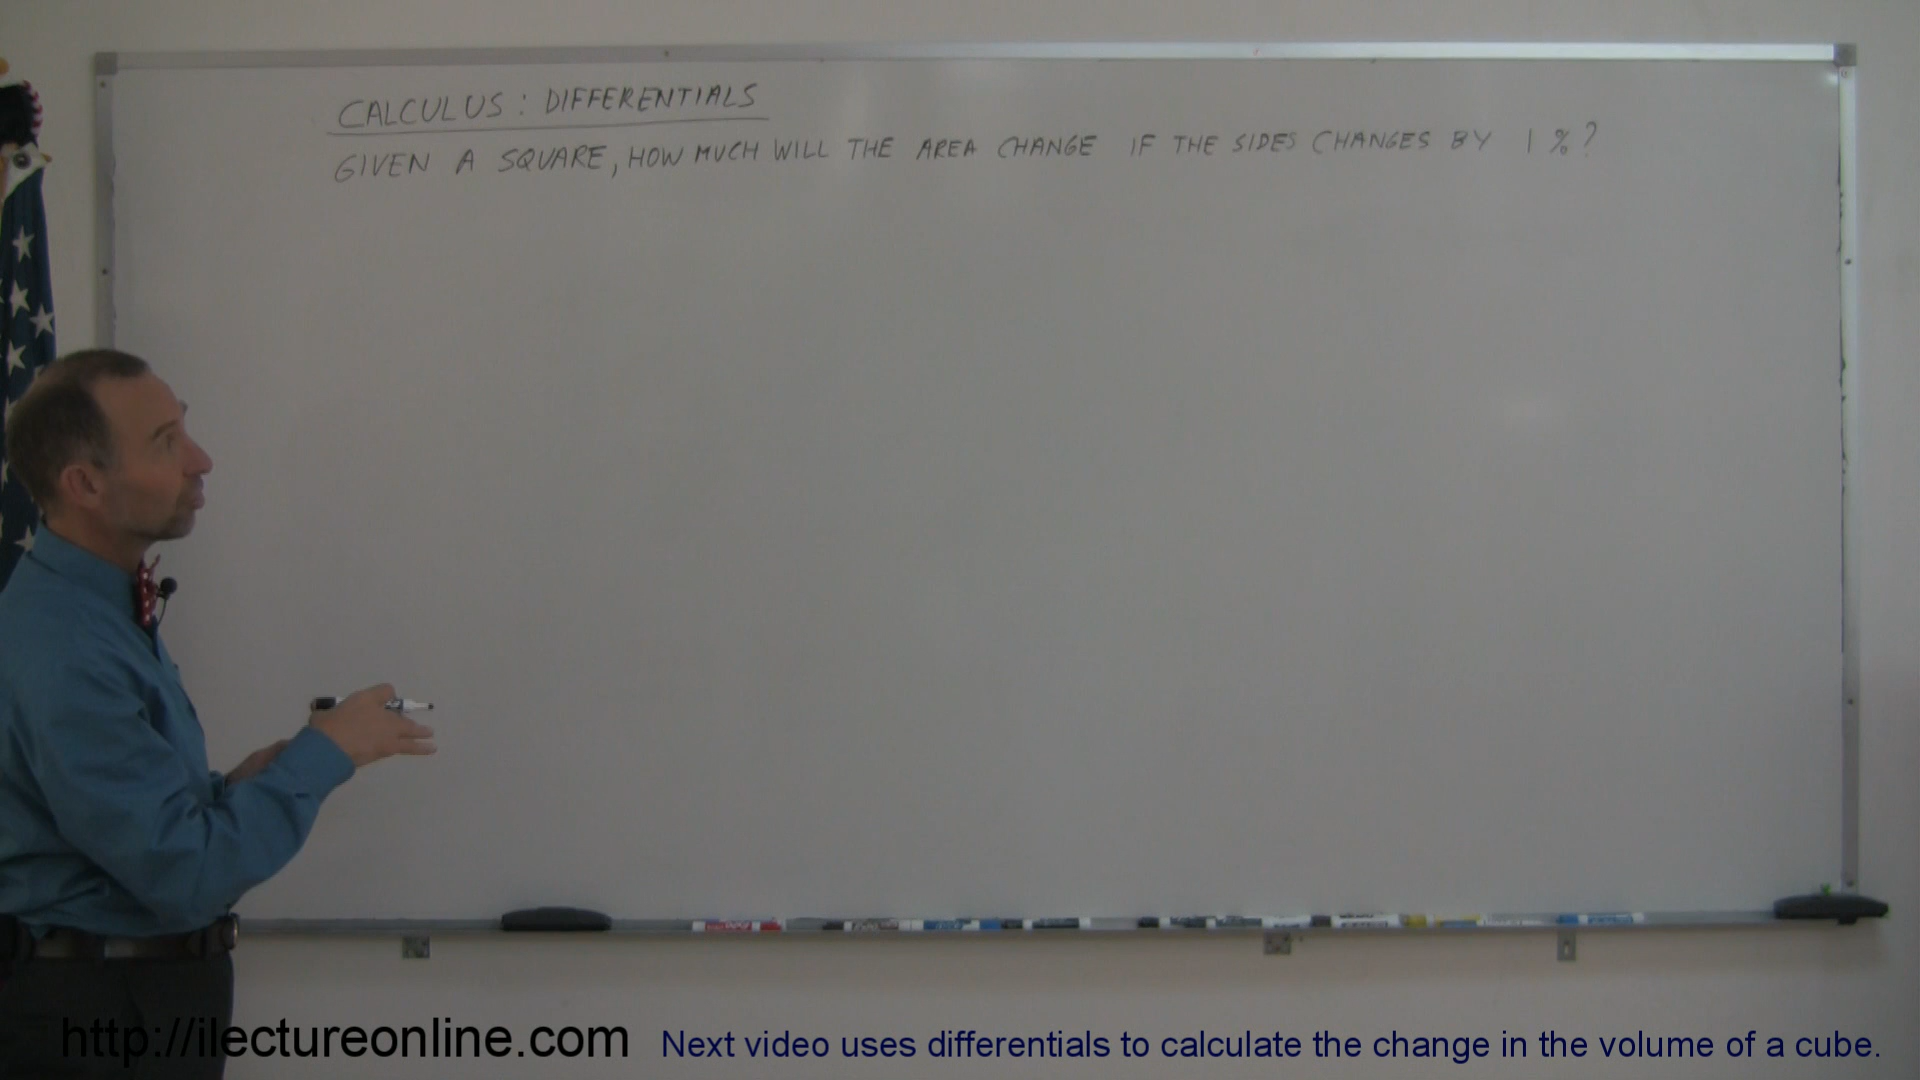 CALCULUS: DIFFERENTIALS
GIVEN A SQUARE, HOW MUCH WILL THE AREA CHANGE IF THE SIDES CHANGES BY 1%?
http://ilectureonline.com Next video uses differentials to calculate the change in the volume of a cube.